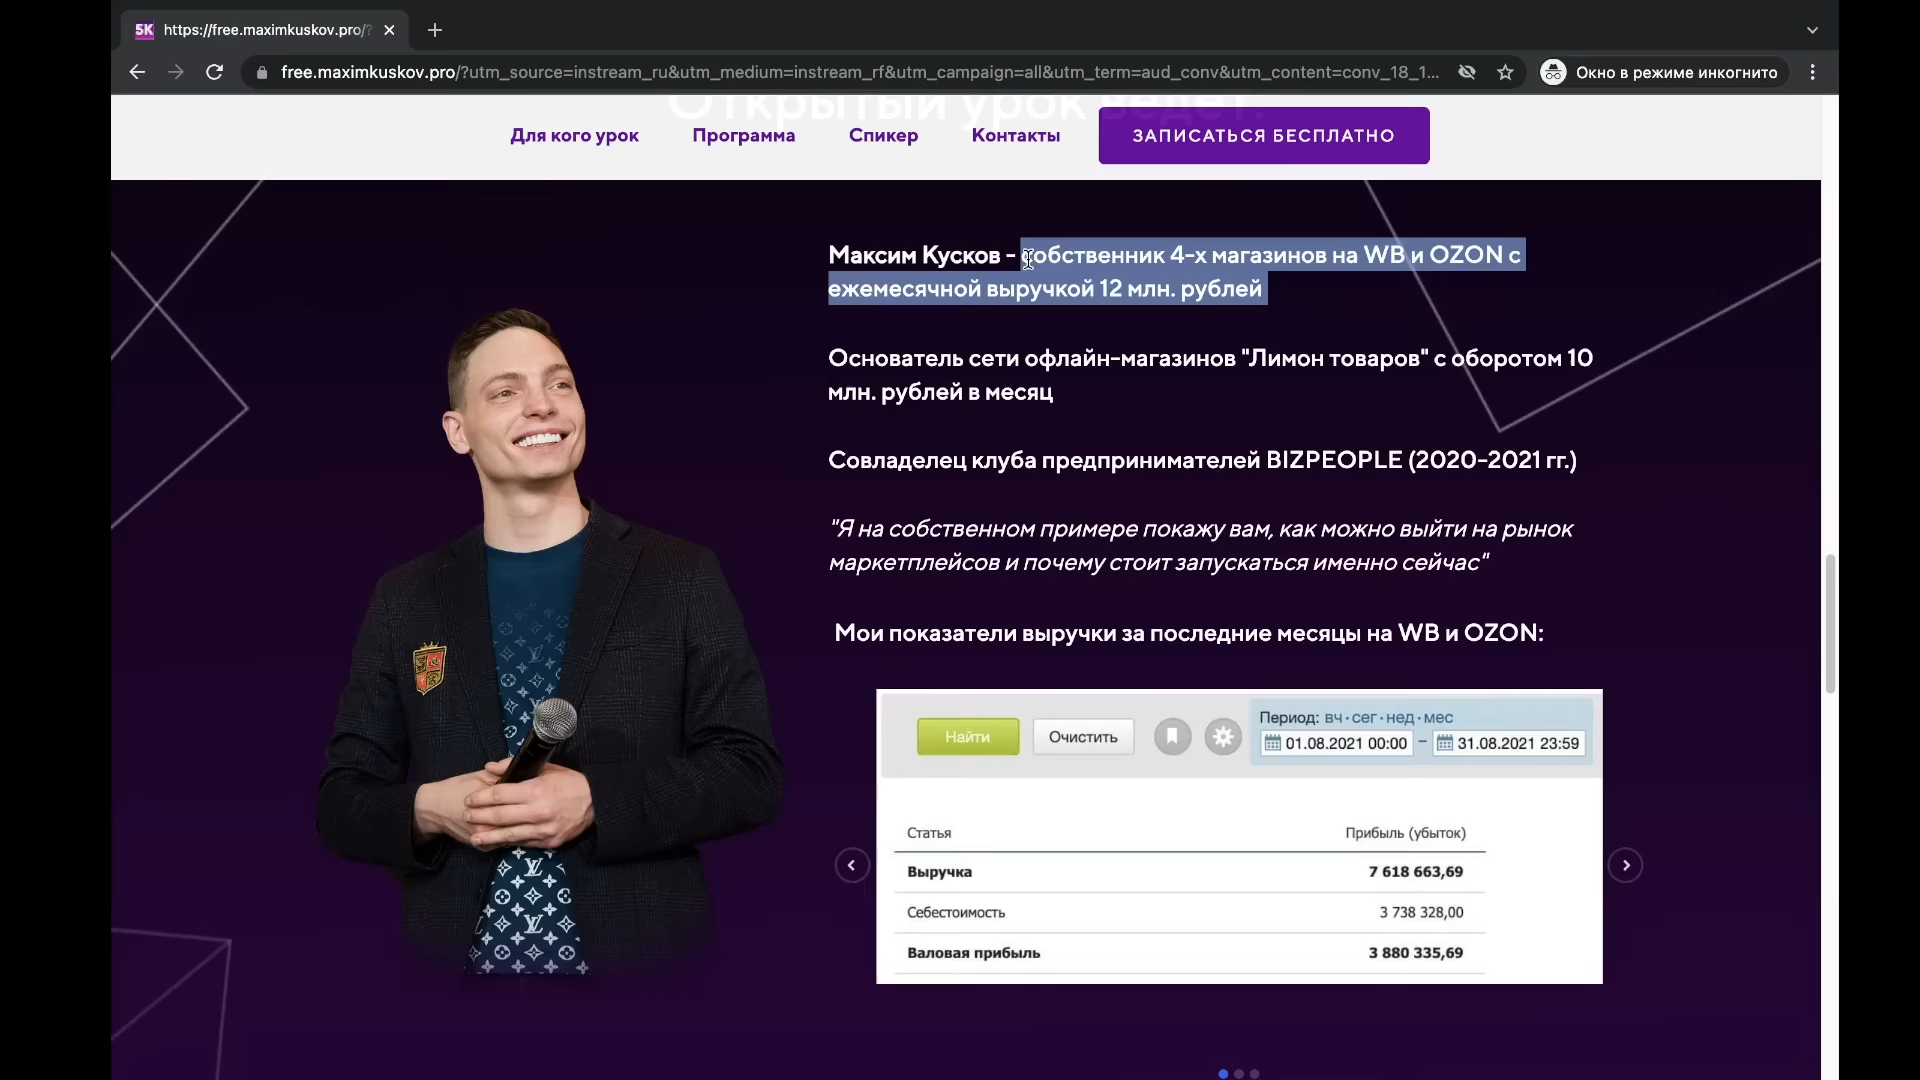 5K https://free.maximkuskov.pro/?
free.maximkuskov.pro/?utm_source=instream_ru&utm_medium=instream_rf&utm_campaign=all&utm_term=aud_conv&utm_content=conv_18_1...
Окно в режиме инкогнито
Открытый урок ведет:
Для кого урок
Программа
Спикер
Контакты
ЗАПИСАТЬСЯ БЕСПЛАТНО
Максим Кусков - собственник 4-х магазинов на WB и OZON с
ежемесячной выручкой 12 млн. рублей
Основатель сети офлайн-магазинов "Лимон товаров" с оборотом 10
млн. рублей в месяц
Совладелец клуба предпринимателей BIZPEOPLE (2020-2021 гг.)
"Я на собственном примере покажу вам, как можно выйти на рынок
маркетплейсов и почему стоит запускаться именно сейчас"
Мои показатели выручки за последние месяцы на WB и OZON:
Найти
Очистить
Период: вч·сег·нед·мес
01.08.2021 00:00 – 31.08.2021 23:59
Статья Прибыль (убыток)
Выручка 7 618 663,69
Себестоимость 3 738 328,00
Валовая прибыль 3 880 335,69